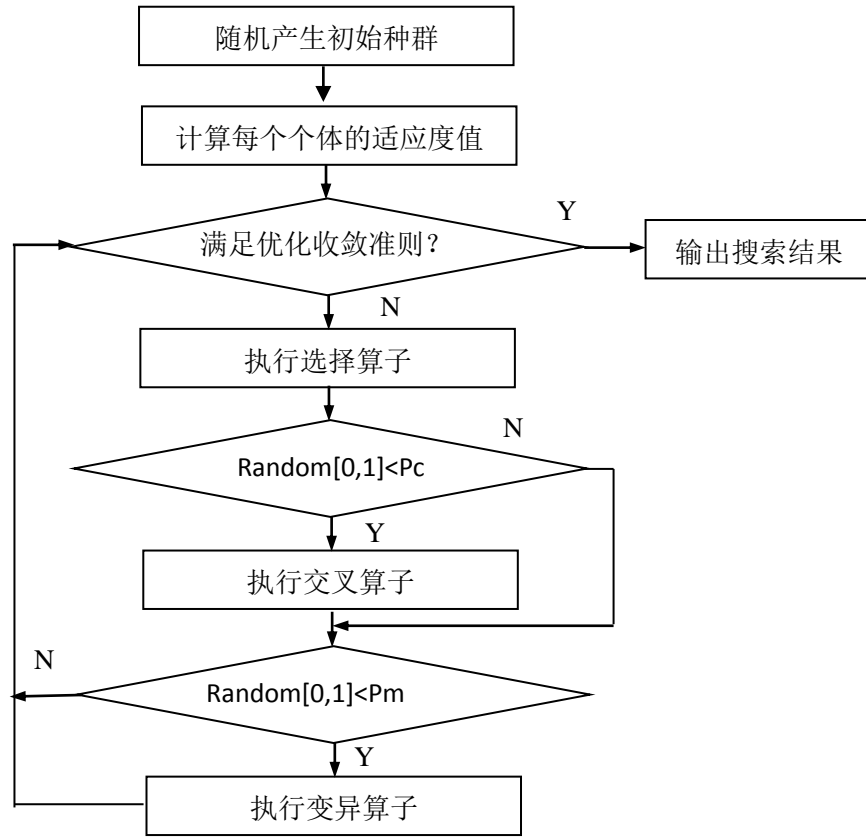 随机产生初始种群
计算每个个体的适应度值
Y
满足优化收敛准则？
输出搜索结果
N
执行选择算子
N
Random[0,1]<Pc
Y
执行交叉算子
N
Random[0,1]<Pm
Y
执行变异算子